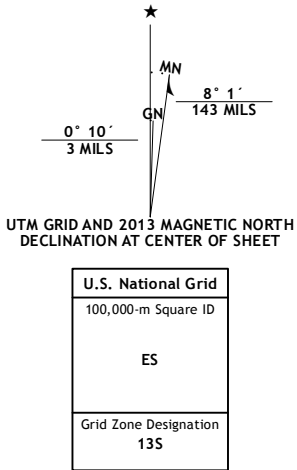 ★
MN
GN
8° 1´
143 MILS
0° 10´
3 MILS
UTM GRID AND 2013 MAGNETIC NORTH
DECLINATION AT CENTER OF SHEET
U.S. National Grid
100,000-m Square ID
ES
Grid Zone Designation
13S